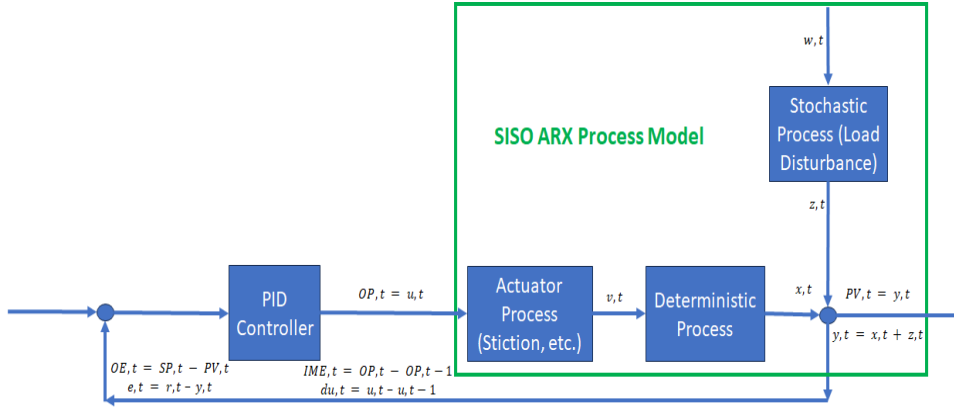 w,t
Stochastic
Process (Load
Disturbance)
SISO ARX Process Model
z,t
PID
Controller
OP,t = u,t
Actuator
Process
(Stiction, etc.)
v,t
Deterministic
Process
x,t
PV,t = y,t
y,t = x,t + z,t
OE,t = SP,t − PV,t
e,t = r,t− y,t
IME,t = OP,t − OP,t−1
du,t = u,t− u,t−1